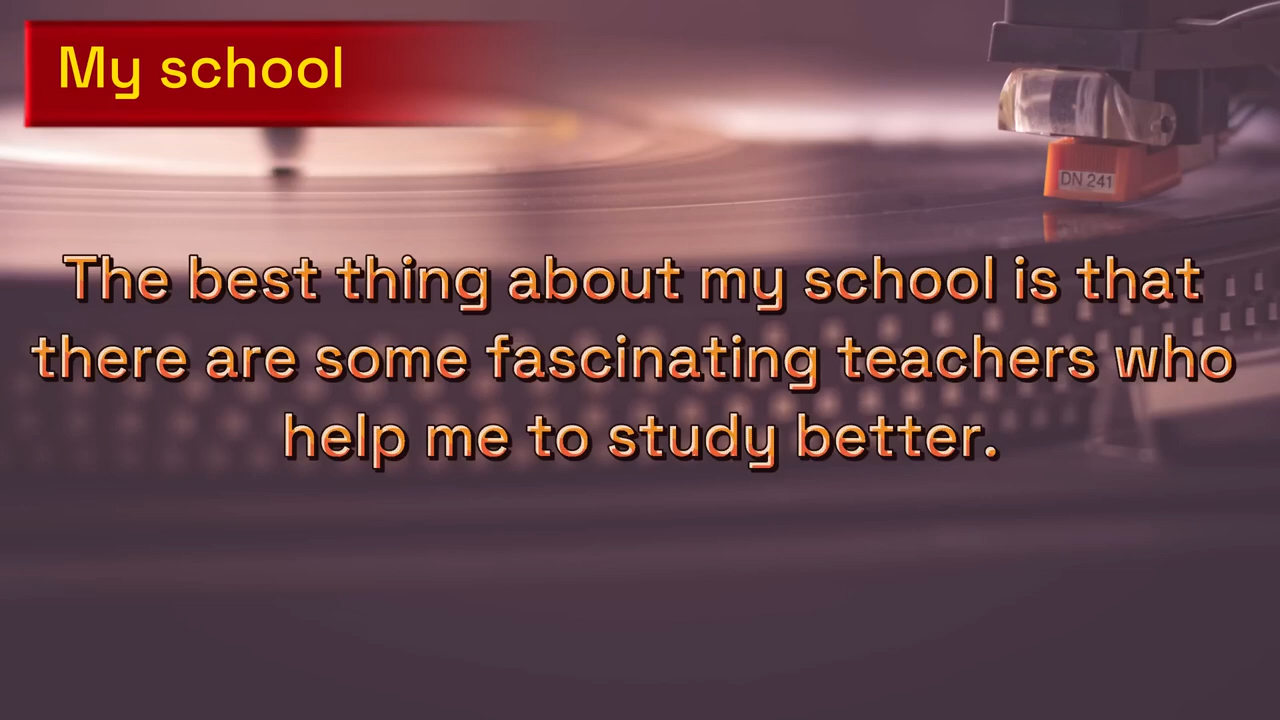 My school
DN 241
The best thing about my school is that
there are some fascinating teachers who
help me to study better.